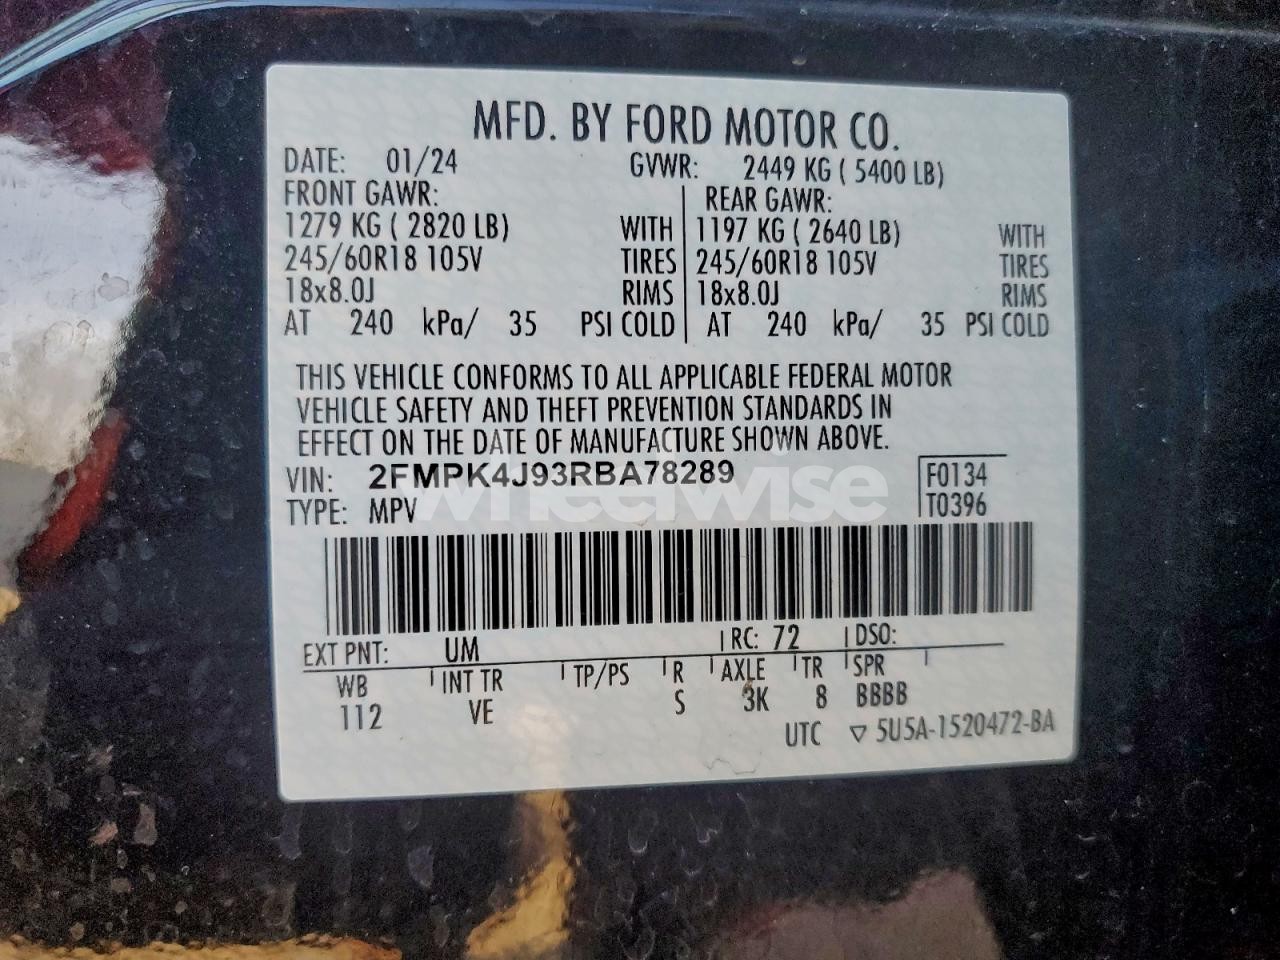 MFD. BY FORD MOTOR CO.
DATE: 01/24 GVWR: 2449 KG ( 5400 LB)
FRONT GAWR: REAR GAWR:
1279 KG ( 2820 LB) WITH 1197 KG ( 2640 LB) WITH
245/60R18 105V TIRES 245/60R18 105V TIRES
18x8.0J RIMS 18x8.0J RIMS
AT 240 kPa/ 35 PSI COLD AT 240 kPa/ 35 PSI COLD
THIS VEHICLE CONFORMS TO ALL APPLICABLE FEDERAL MOTOR
VEHICLE SAFETY AND THEFT PREVENTION STANDARDS IN
EFFECT ON THE DATE OF MANUFACTURE SHOWN ABOVE.
VIN: 2FMPK4J93RBA78289 F0134
TYPE: MPV T0396
wheelwise
EXT PNT: UM RC: 72 DSO:
WB INT TR TP/PS R AXLE TR SPR
112 VE S 3K 8 BBBB
UTC ▽ 5U5A-1520472-BA